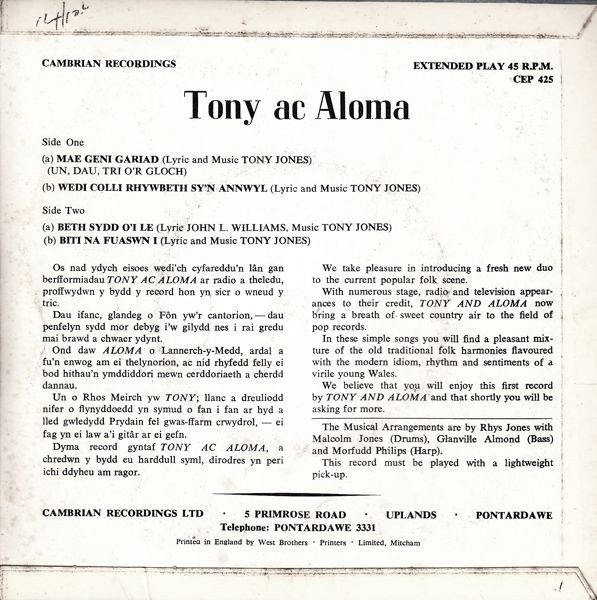 CAMBRIAN RECORDINGS
EXTENDED PLAY 45 R.P.M.
CEP 425
Tony ac Aloma
Side One
(a) MAE GENI GARIAD (Lyric and Music TONY JONES)
(UN, DAU, TRI O'R GLOCH)
(b) WEDI COLLI RHYWBETH SY'N ANNWYL (Lyric and Music TONY JONES)
Side Two
(a) BETH SYDD O'I LE (Lyric JOHN L. WILLIAMS, Music TONY JONES)
(b) BITI NA FUASWN I (Lyric and Music TONY JONES)
Os nad ydych eisoes wedi'ch cyfareddu'n lân gan
berfformiadau TONY AC ALOMA ar radio a theledu,
proffwydwn y bydd y record hon yn sicr o wneud y
tric.
Dau ifanc, glandeg o Fôn yw'r cantorion, — dau
penfelyn sydd mor debyg i'w gilydd nes i rai gredu
mai brawd a chwaer ydynt.
Ond daw ALOMA o Lannerch-y-Medd, ardal a
fu'n enwog am ei thelynorion, ac nid rhyfedd felly ei
bod hithau'n ymddiddori mewn cerddoriaeth a cherdd
dannau.
Un o Rhos Meirch yw TONY; llanc a dreuliodd
nifer o flynyddoedd yn symud o fan i fan ar hyd a
lled gwledydd Prydain fel gwas-ffarm crwydrol, — ei
fag yn ei law a'i gitâr ar ei gefn.
Dyma record gyntaf TONY AC ALOMA, a
chredwn y bydd eu harddull syml, dirodres yn peri
ichi ddyheu am ragor.
We take pleasure in introducing a fresh new duo
to the current popular folk scene.
With numerous stage, radio and television appear-
ances to their credit, TONY AND ALOMA now
bring a breath of sweet country air to the field of
pop records.
In these simple songs you will find a pleasant mix-
ture of the old traditional folk harmonies flavoured
with the modern idiom, rhythm and sentiments of a
virile young Wales.
We believe that you will enjoy this first record
by TONY AND ALOMA and that shortly you will be
asking for more.
The Musical Arrangements are by Rhys Jones with
Malcolm Jones (Drums), Glanville Almond (Bass)
and Morfudd Philips (Harp).
This record must be played with a lightweight
pick-up.
CAMBRIAN RECORDINGS LTD · 5 PRIMROSE ROAD · UPLANDS · PONTARDAWE
Telephone: PONTARDAWE 3331
Printed in England by West Brothers · Printers · Limited, Mitcham